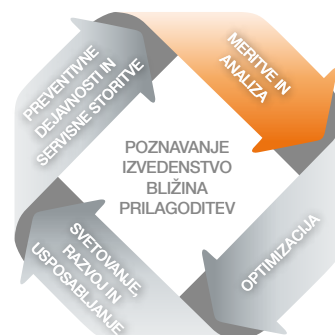 PREVENTIVNE
DEJAVNOSTI IN
SERVISNE STORITVE
MERITVE IN
ANALIZA
POZNAVANJE
IZVEDENSTVO
BLIŽINA
PRILAGODITEV
OPTIMIZACIJA
SVETOVANJE,
RAZVOJ IN
USPOSABLJANJE